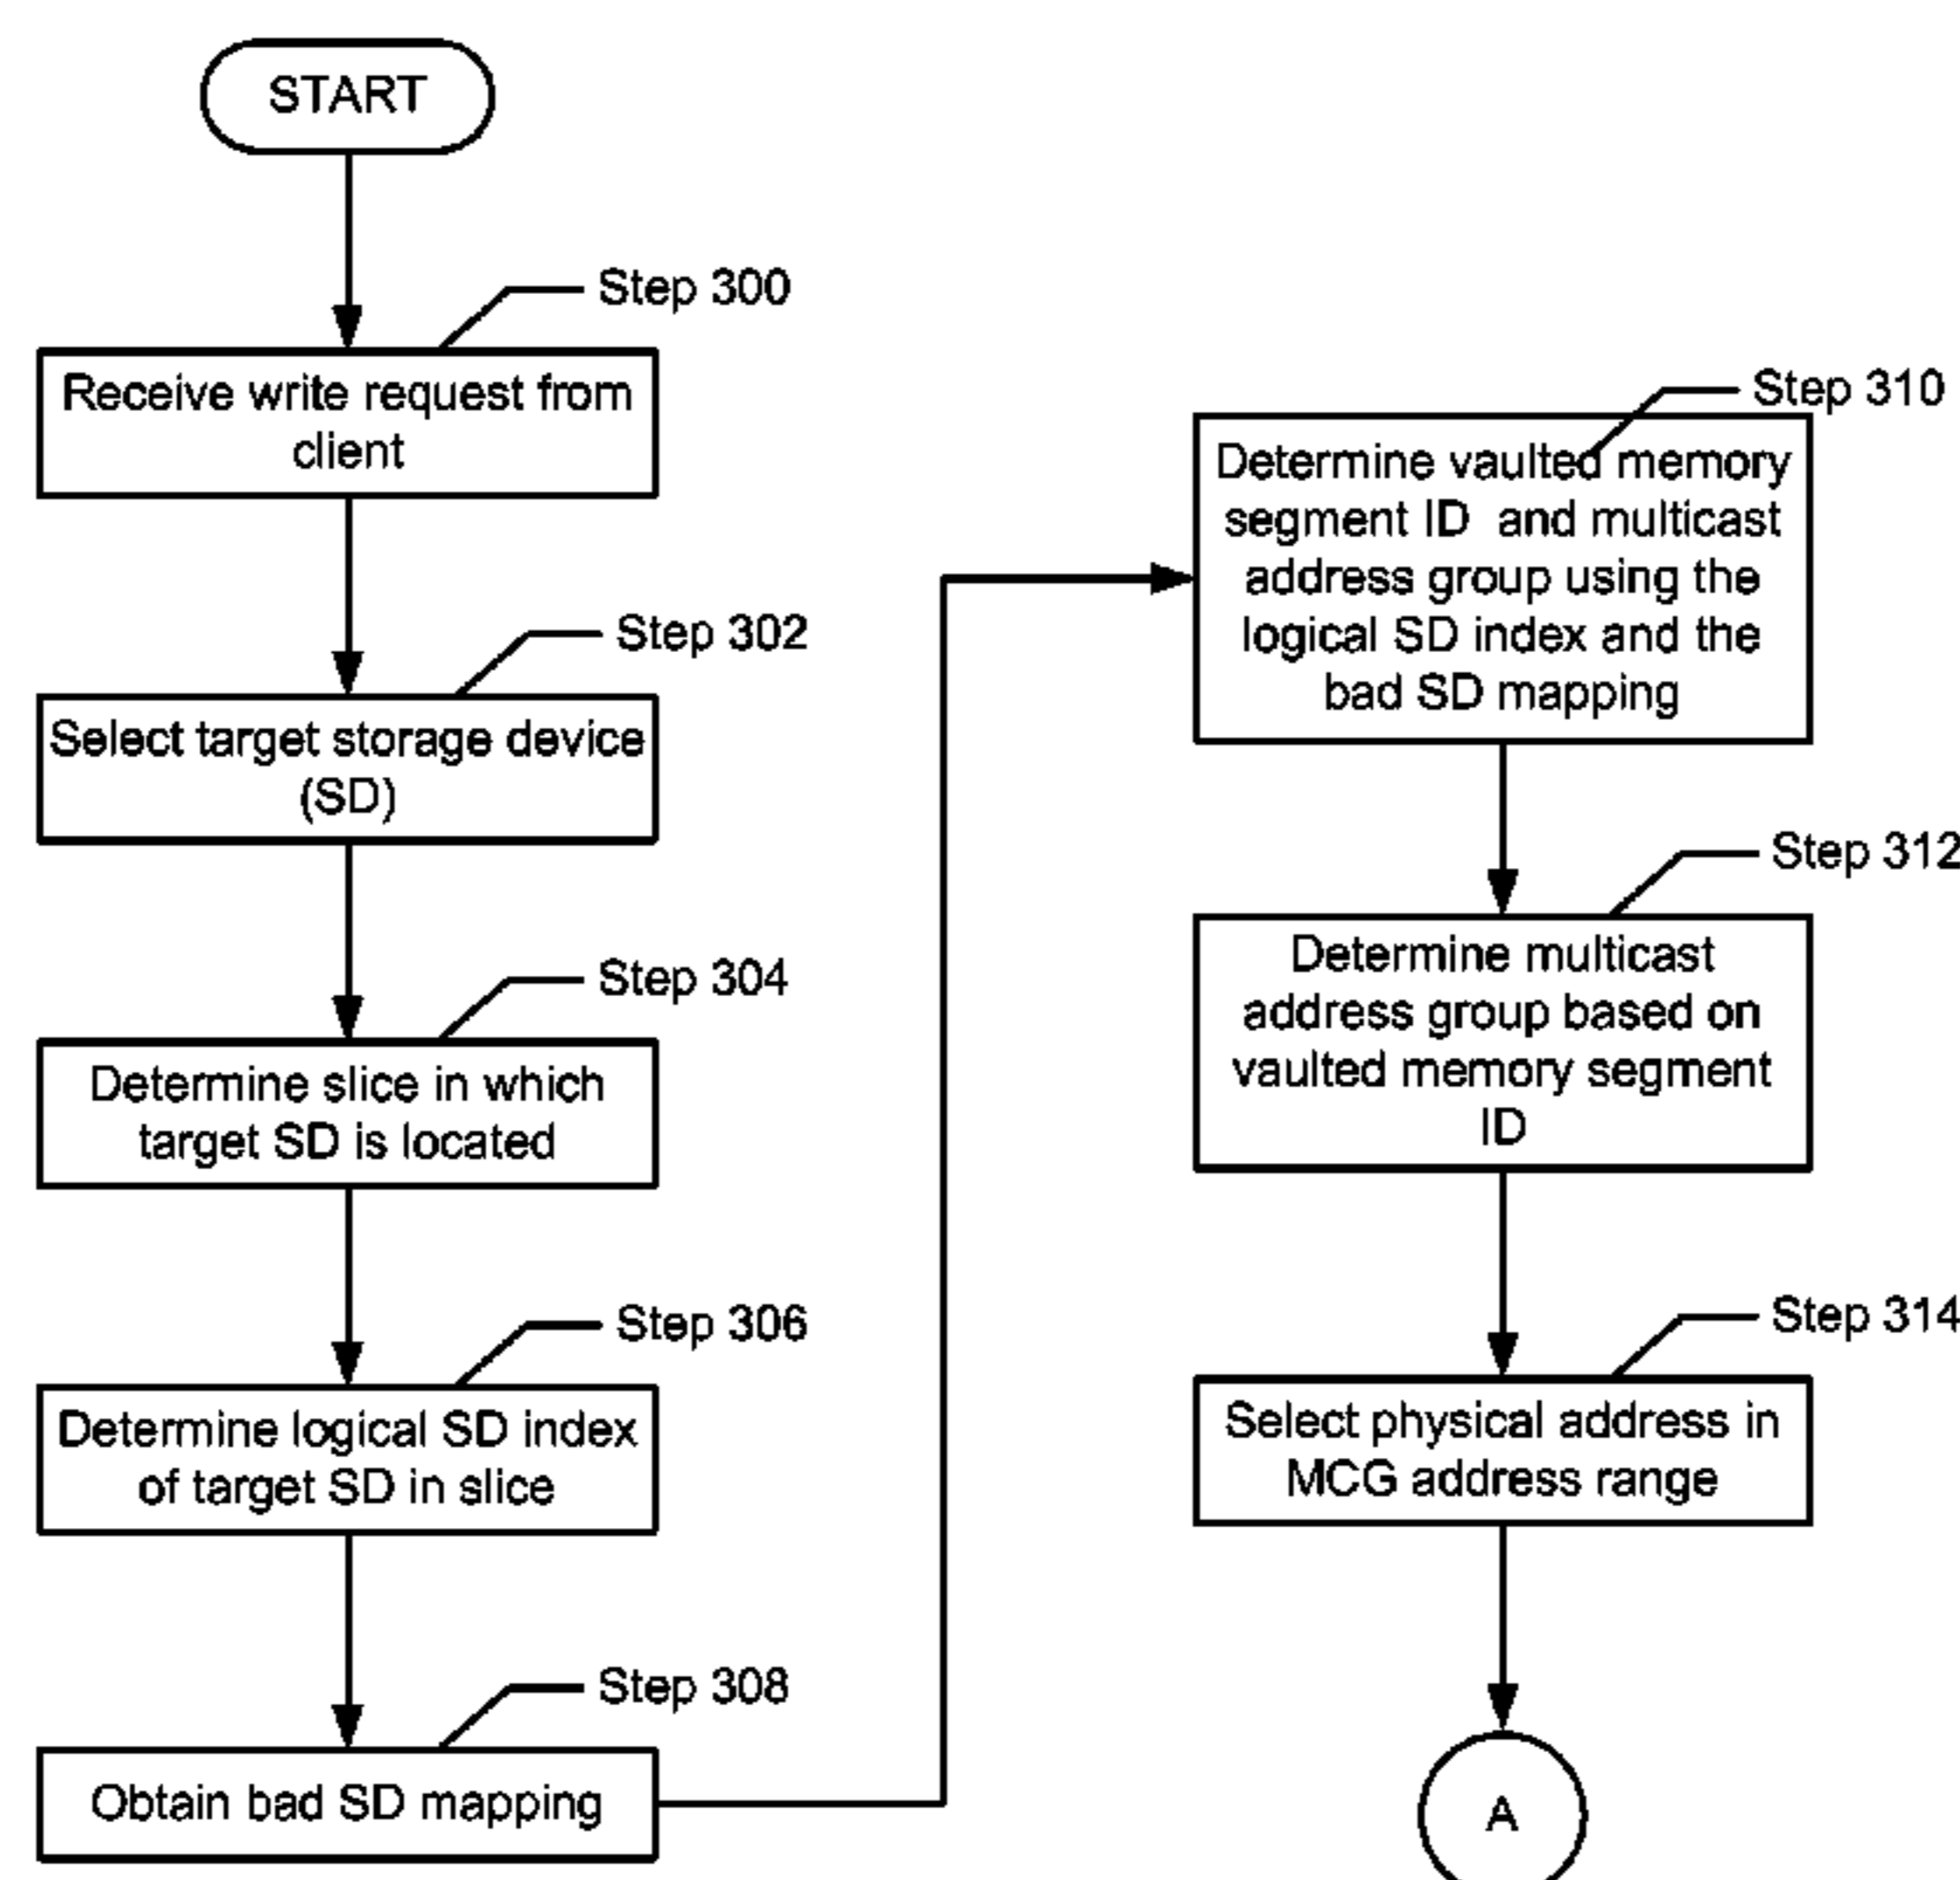 START
Step 300
Receive write request from
client
Step 302
Select target storage device
(SD)
Step 304
Determine slice in which
target SD is located
Step 306
Determine logical SD index
of target SD in slice
Step 308
Obtain bad SD mapping
Step 310
Determine vaulted memory
segment ID and multicast
address group using the
logical SD index and the
bad SD mapping
Step 312
Determine multicast
address group based on
vaulted memory segment
ID
Step 314
Select physical address in
MCG address range
A